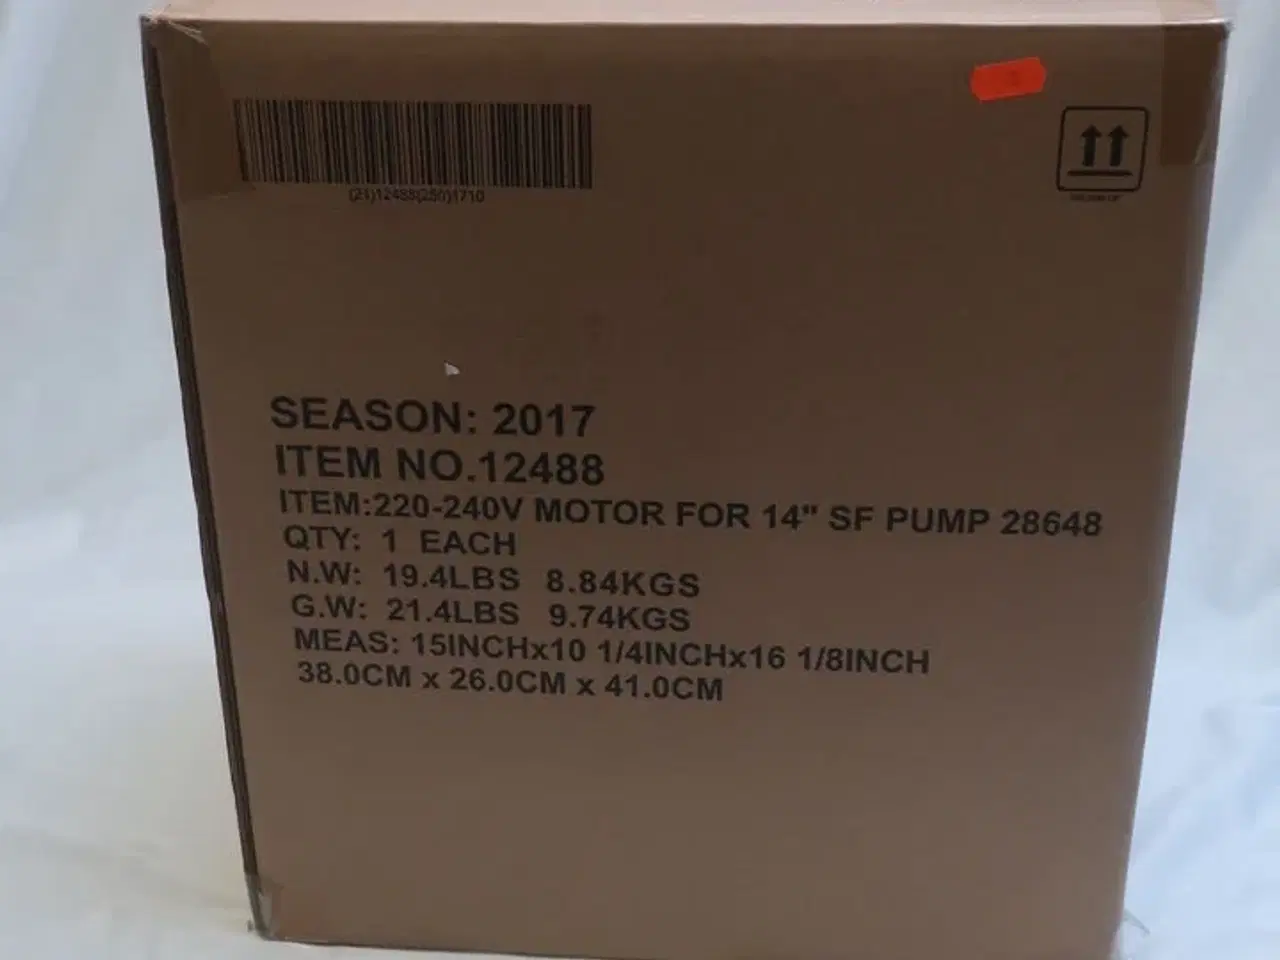 (21)12488(250)1710
SEASON: 2017
ITEM NO.12488
ITEM:220-240V MOTOR FOR 14" SF PUMP 28648
QTY: 1 EACH
N.W: 19.4LBS 8.84KGS
G.W: 21.4LBS 9.74KGS
MEAS: 15INCHx10 1/4INCHx16 1/8INCH
38.0CM x 26.0CM x 41.0CM